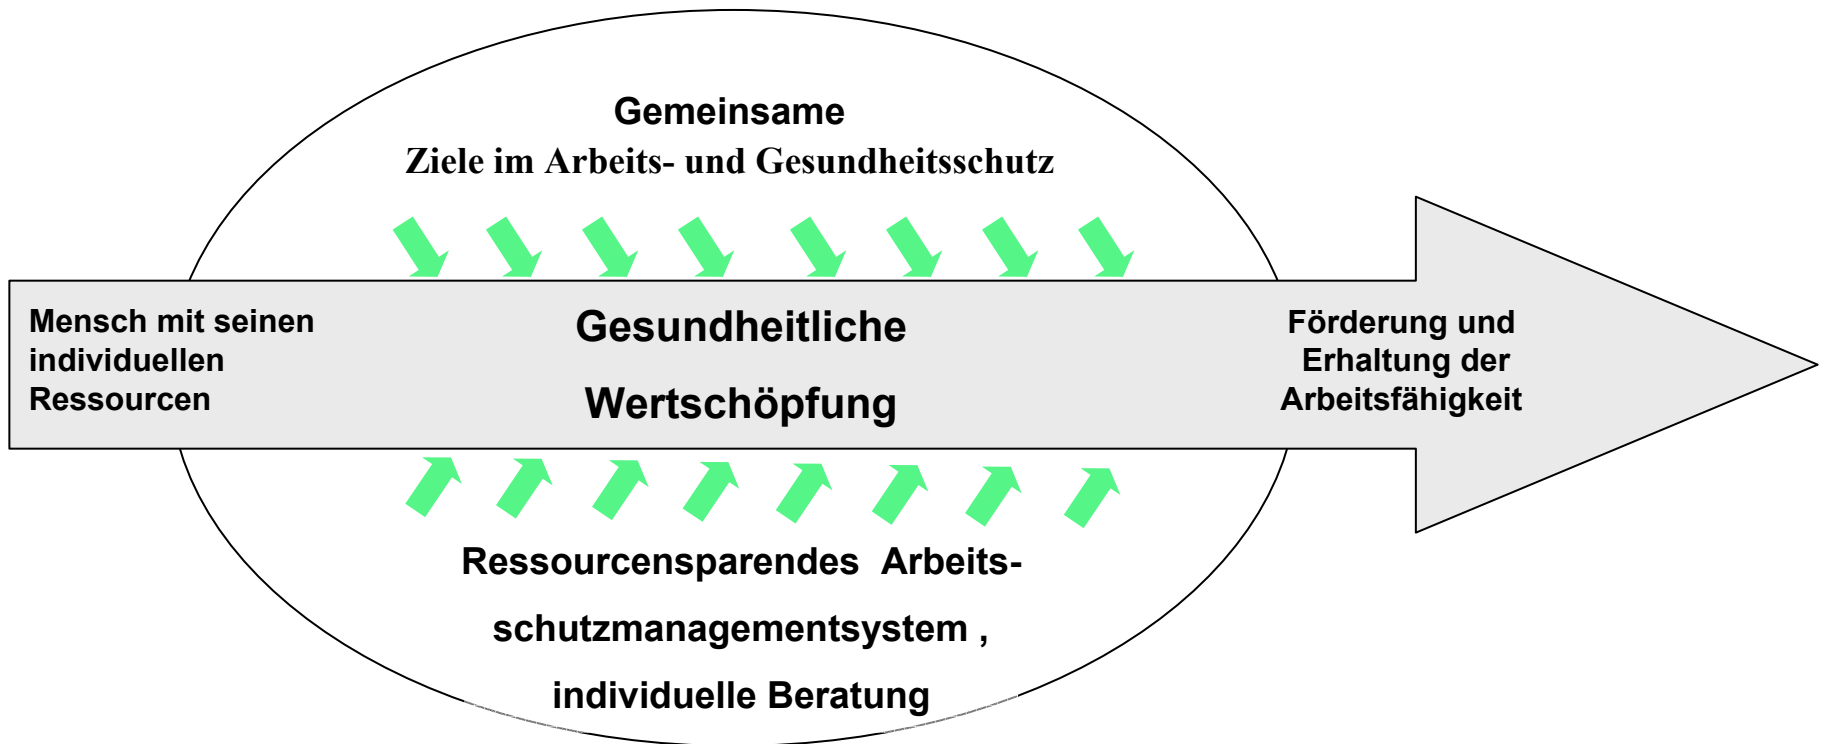 Gemeinsame
Ziele im Arbeits- und Gesundheitsschutz
Mensch mit seinen
individuellen
Ressourcen
Gesundheitliche
Wertschöpfung
Förderung und
Erhaltung der
Arbeitsfähigkeit
Ressourcensparendes Arbeits-
schutzmanagementsystem ,
individuelle Beratung